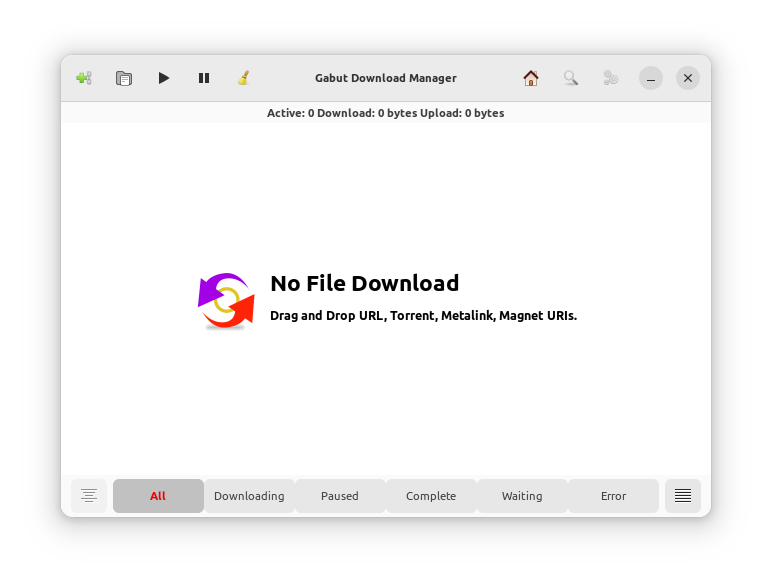 Gabut Download Manager
Active: 0 Download: 0 bytes Upload: 0 bytes
No File Download
Drag and Drop URL, Torrent, Metalink, Magnet URIs.
All Downloading Paused Complete Waiting Error